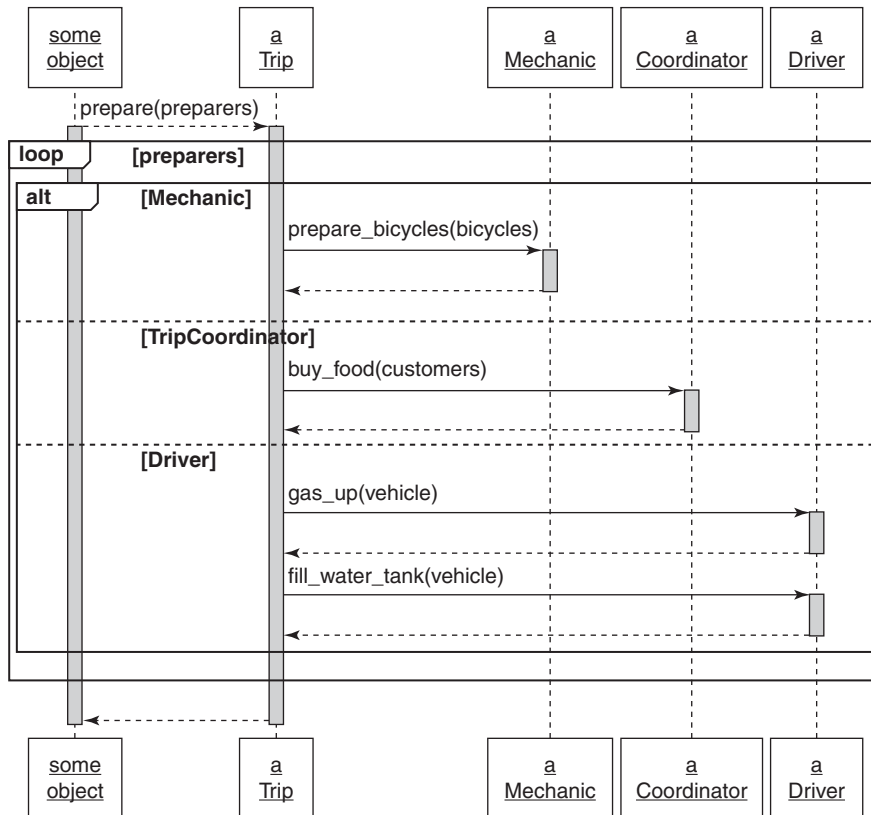 some
object
a
Trip
a
Mechanic
a
Coordinator
a
Driver
prepare(preparers)
loop
[preparers]
alt
[Mechanic]
prepare_bicycles(bicycles)
[TripCoordinator]
buy_food(customers)
[Driver]
gas_up(vehicle)
fill_water_tank(vehicle)
some
object
a
Trip
a
Mechanic
a
Coordinator
a
Driver